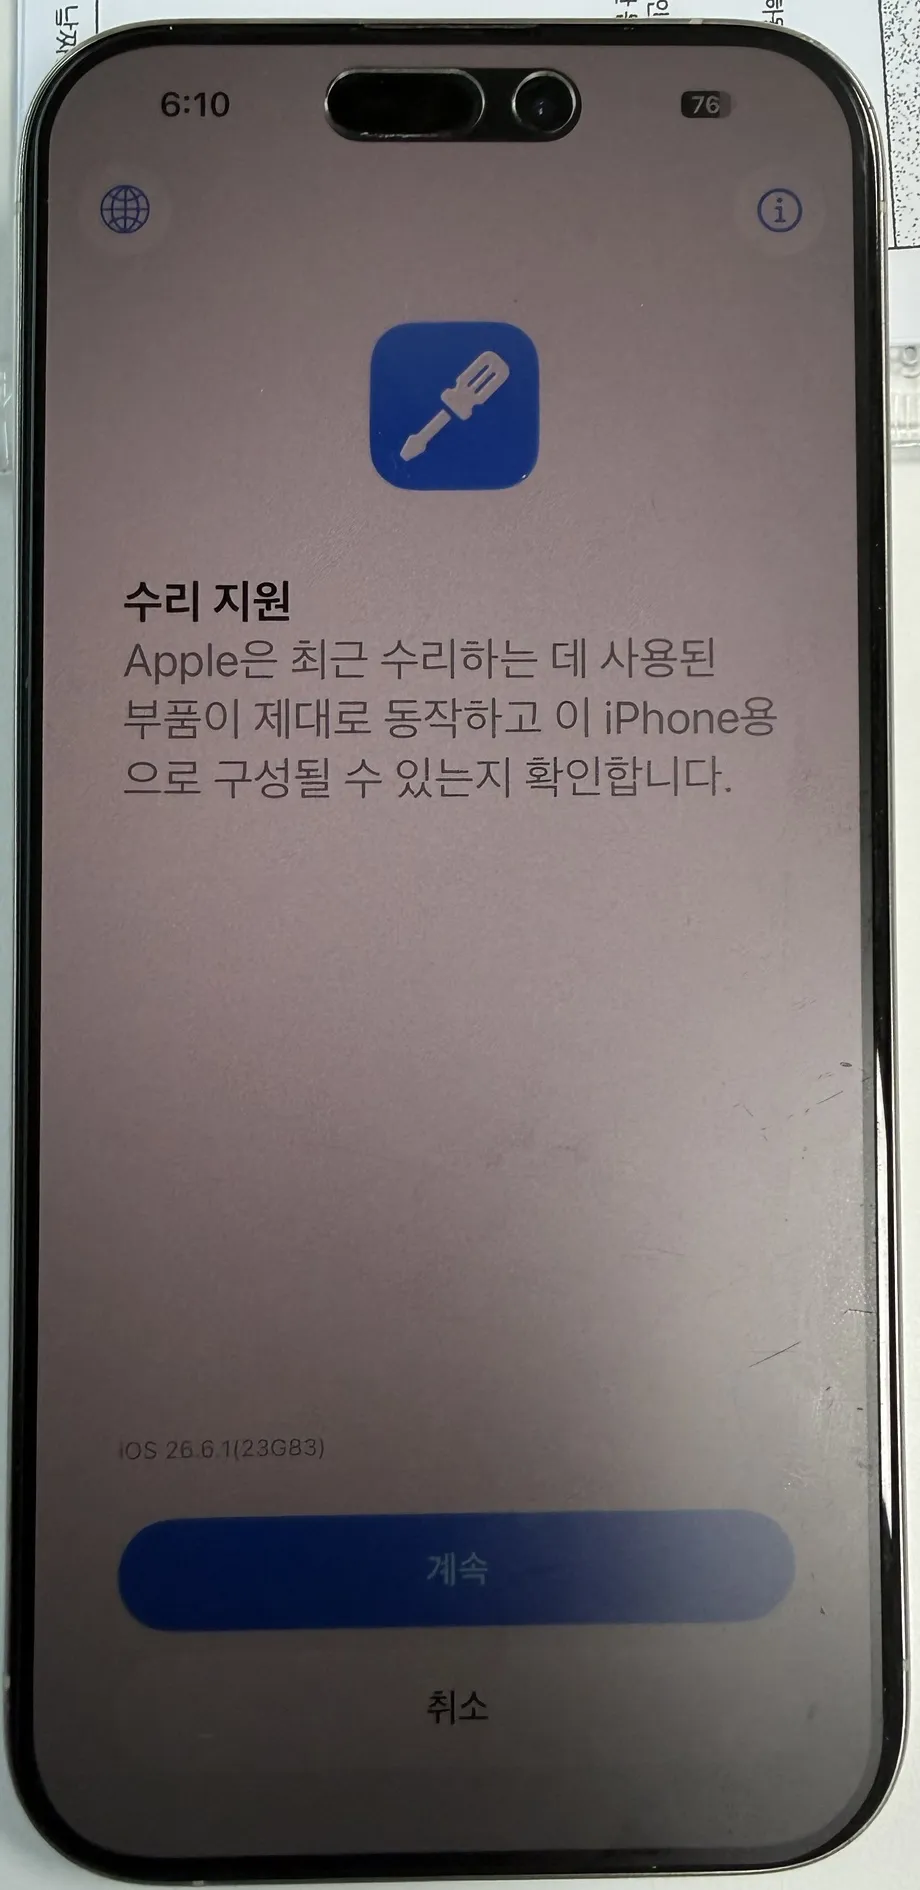 6:10
76
수리 지원
Apple은 최근 수리하는 데 사용된
부품이 제대로 동작하고 이 iPhone용
으로 구성될 수 있는지 확인합니다.
iOS 26.6.1(23G83)
계속
취소